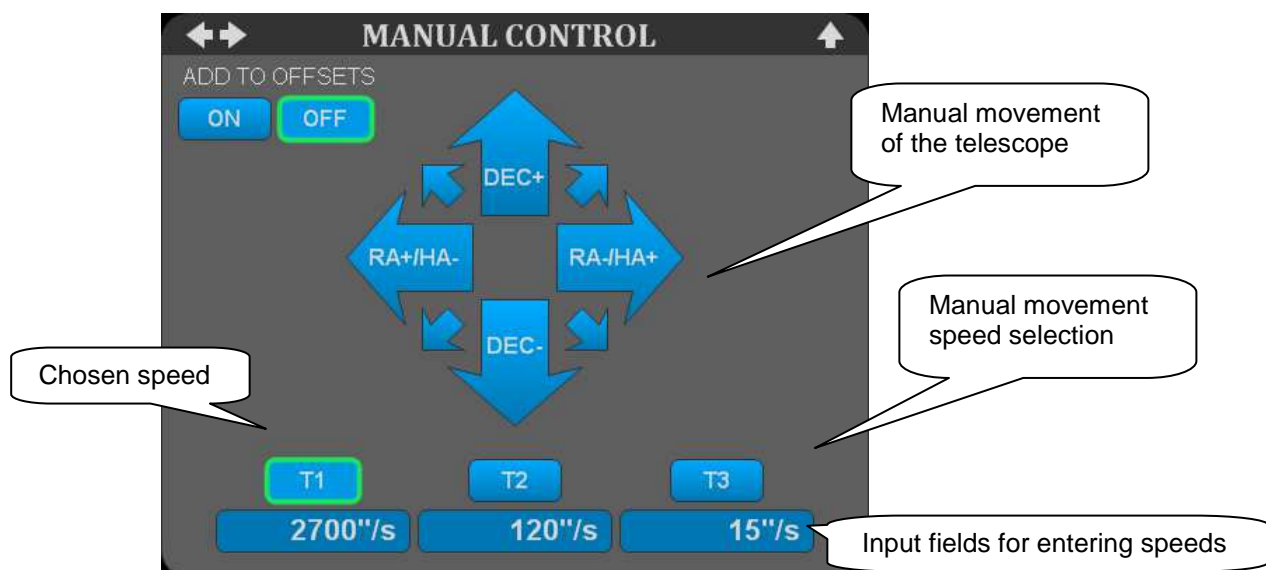 MANUAL CONTROL
ADD TO OFFSETS
ON OFF
Manual movement
of the telescope
DEC+
RA+/HA- RA-/HA+
Manual movement
speed selection
DEC-
Chosen speed
T1 T2 T3
2700"/s 120"/s 15"/s
Input fields for entering speeds